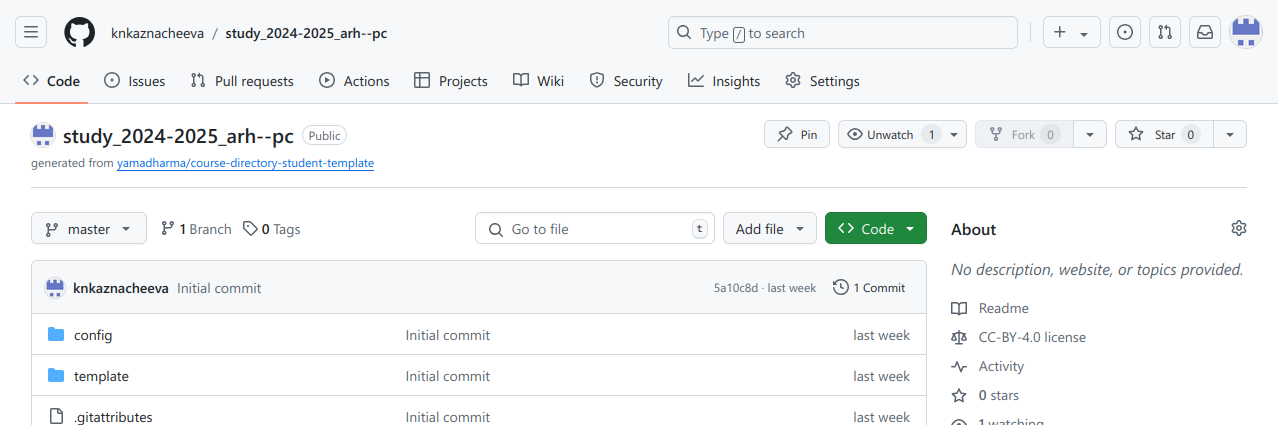 knkaznacheeva / study_2024-2025_arh--pc Type / to search
Code Issues Pull requests Actions Projects Wiki Security Insights Settings
study_2024-2025_arh--pc Public Pin Unwatch 1 Fork 0 Star 0
generated from yamadharma/course-directory-student-template
master 1 Branch 0 Tags Go to file t Add file Code
About
No description, website, or topics provided.
knkaznacheeva Initial commit 5a10c8d · last week 1 Commit
config Initial commit last week
template Initial commit last week
.gitattributes Initial commit last week
Readme
CC-BY-4.0 license
Activity
0 stars
1 watching